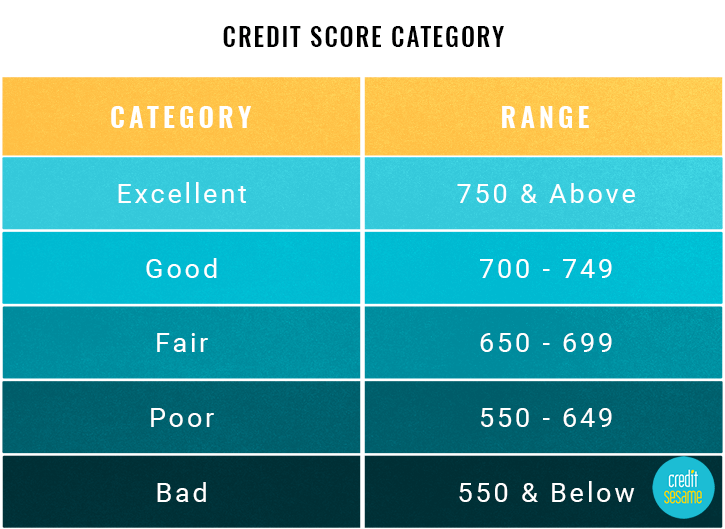 CREDIT SCORE CATEGORY
CATEGORY RANGE
Excellent 750 & Above
Good 700 - 749
Fair 650 - 699
Poor 550 - 649
Bad 550 & Below
credit
sesame